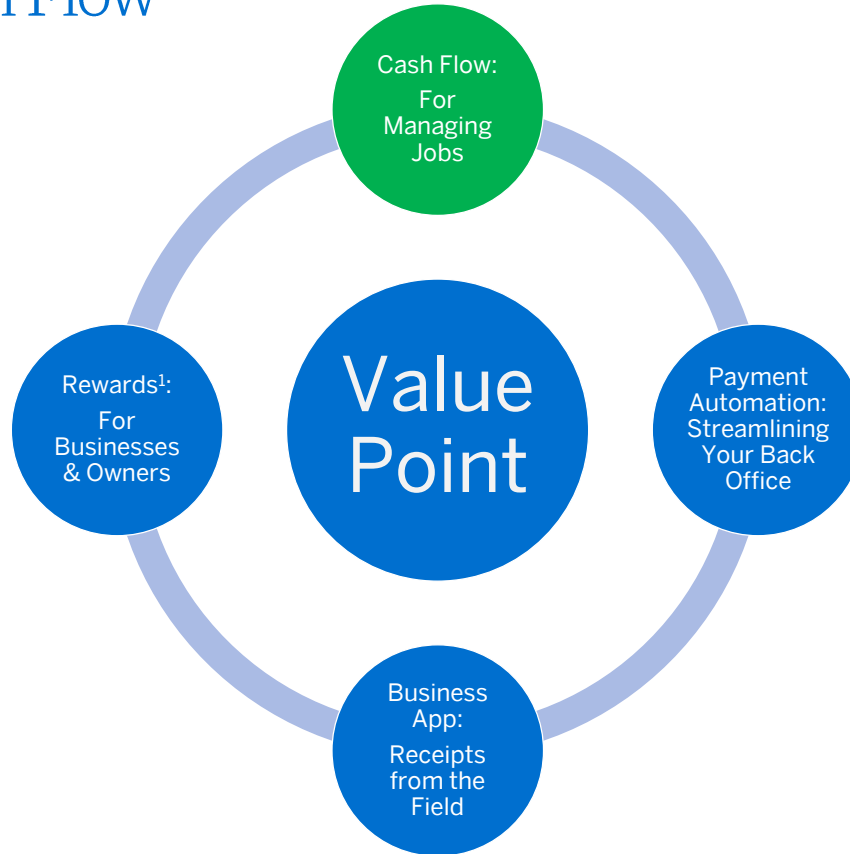 Flow
Cash Flow:
For
Managing
Jobs
Rewards¹:
For
Businesses
& Owners
Value
Point
Payment
Automation:
Streamlining
Your Back
Office
Business
App:
Receipts
from the
Field